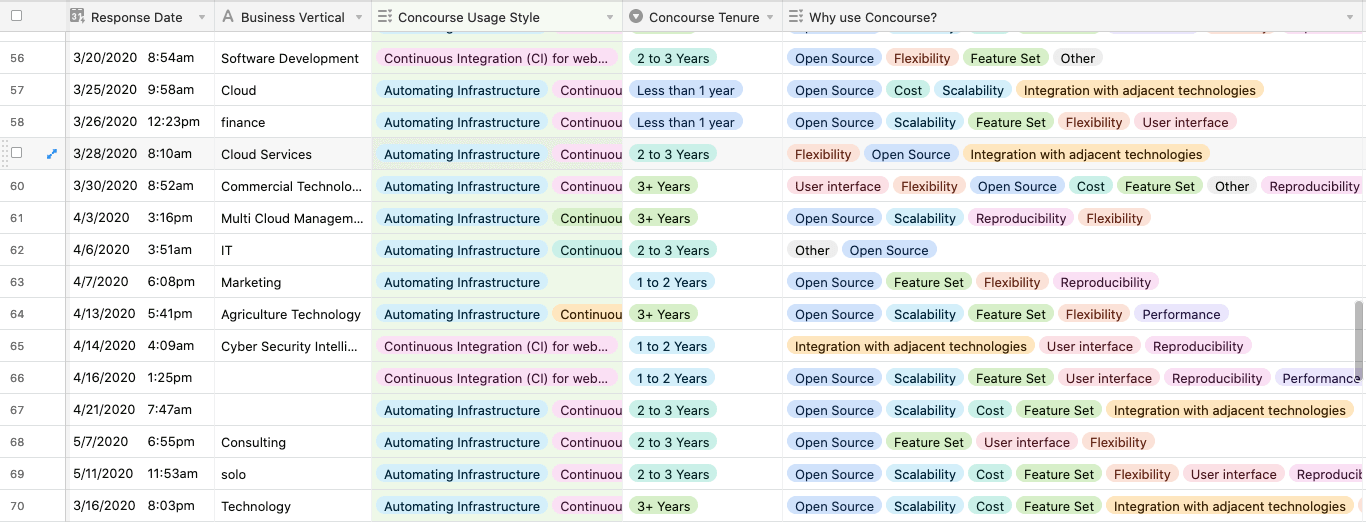 Response Date Business Vertical Concourse Usage Style Concourse Tenure Why use Concourse?
56 3/20/2020 8:54am Software Development Continuous Integration (CI) for web... 2 to 3 Years Open Source Flexibility Feature Set Other
57 3/25/2020 9:58am Cloud Automating Infrastructure Continuou Less than 1 year Open Source Cost Scalability Integration with adjacent technologies
58 3/26/2020 12:23pm finance Automating Infrastructure Continuou Less than 1 year Open Source Scalability Feature Set Flexibility User interface
3/28/2020 8:10am Cloud Services Automating Infrastructure Continuou 2 to 3 Years Flexibility Open Source Integration with adjacent technologies
60 3/30/2020 8:52am Commercial Technolo... Automating Infrastructure Continuou 3+ Years User interface Flexibility Open Source Cost Feature Set Other Reproducibility
61 4/3/2020 3:16pm Multi Cloud Managem... Automating Infrastructure Continuou 3+ Years Open Source Scalability Reproducibility Flexibility
62 4/6/2020 3:51am IT Automating Infrastructure Continuou 2 to 3 Years Other Open Source
63 4/7/2020 6:08pm Marketing Automating Infrastructure 1 to 2 Years Open Source Feature Set Flexibility Reproducibility
64 4/13/2020 5:41pm Agriculture Technology Automating Infrastructure Continuou 3+ Years Open Source Scalability Feature Set Flexibility Performance
65 4/14/2020 4:09am Cyber Security Intelli... Continuous Integration (CI) for web... 1 to 2 Years Integration with adjacent technologies User interface Reproducibility
66 4/16/2020 1:25pm Continuous Integration (CI) for web... 1 to 2 Years Open Source Scalability Feature Set User interface Reproducibility Performance
67 4/21/2020 7:47am Automating Infrastructure Continuou 2 to 3 Years Open Source Scalability Cost Feature Set Integration with adjacent technologies
68 5/7/2020 6:55pm Consulting Automating Infrastructure Continuou 2 to 3 Years Open Source Feature Set User interface Flexibility
69 5/11/2020 11:53am solo Automating Infrastructure Continuou 2 to 3 Years Open Source Scalability Cost Feature Set Flexibility User interface Reproducib
70 3/16/2020 8:03pm Technology Automating Infrastructure Continuou 3+ Years Open Source Scalability Cost Feature Set Integration with adjacent technologies